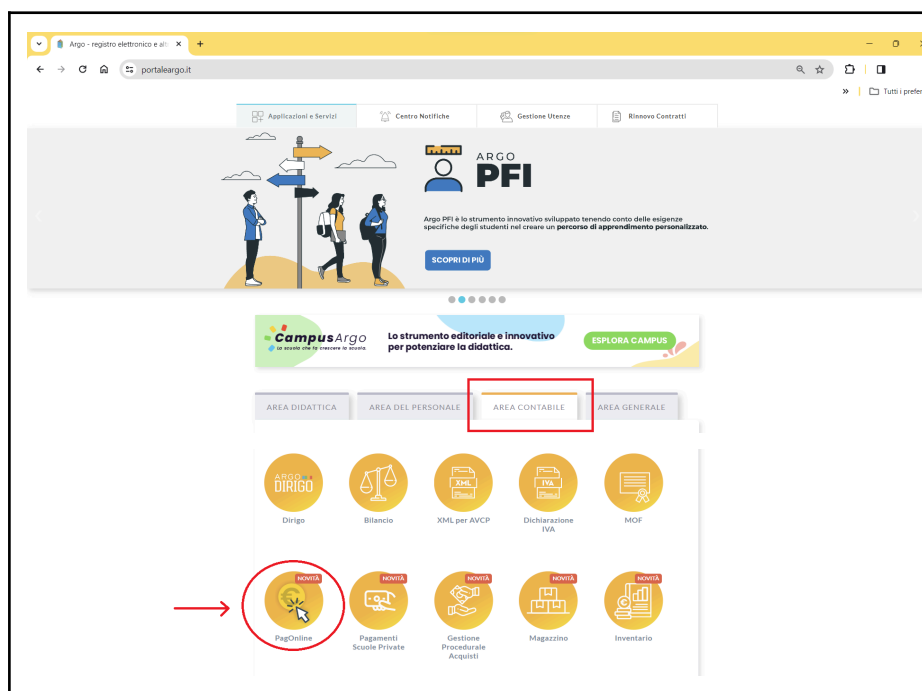 Argo - registro elettronico e alt
portaleargo.it
Tutti i prefer
Applicazioni e Servizi
Centro Notifiche
Gestione Utenze
Rinnovo Contratti
ARGO
PFI
Argo PFI è lo strumento innovativo sviluppato tenendo conto delle esigenze
specifiche degli studenti nel creare un percorso di apprendimento personalizzato.
SCOPRI DI PIÙ
CampusArgo
la scuola che fa crescere la scuola.
Lo strumento editoriale e innovativo
per potenziare la didattica.
ESPLORA CAMPUS
AREA DIDATTICA
AREA DEL PERSONALE
AREA CONTABILE
AREA GENERALE
ARGO
DIRIGO
XML
IVA
Dirigo
Bilancio
XML per AVCP
Dichiarazione
IVA
MOF
NOVITÀ
NOVITÀ
NOVITÀ
NOVITÀ
NOVITÀ
PagOnline
Pagamenti
Scuole Private
Gestione
Procedurale
Acquisti
Magazzino
Inventario